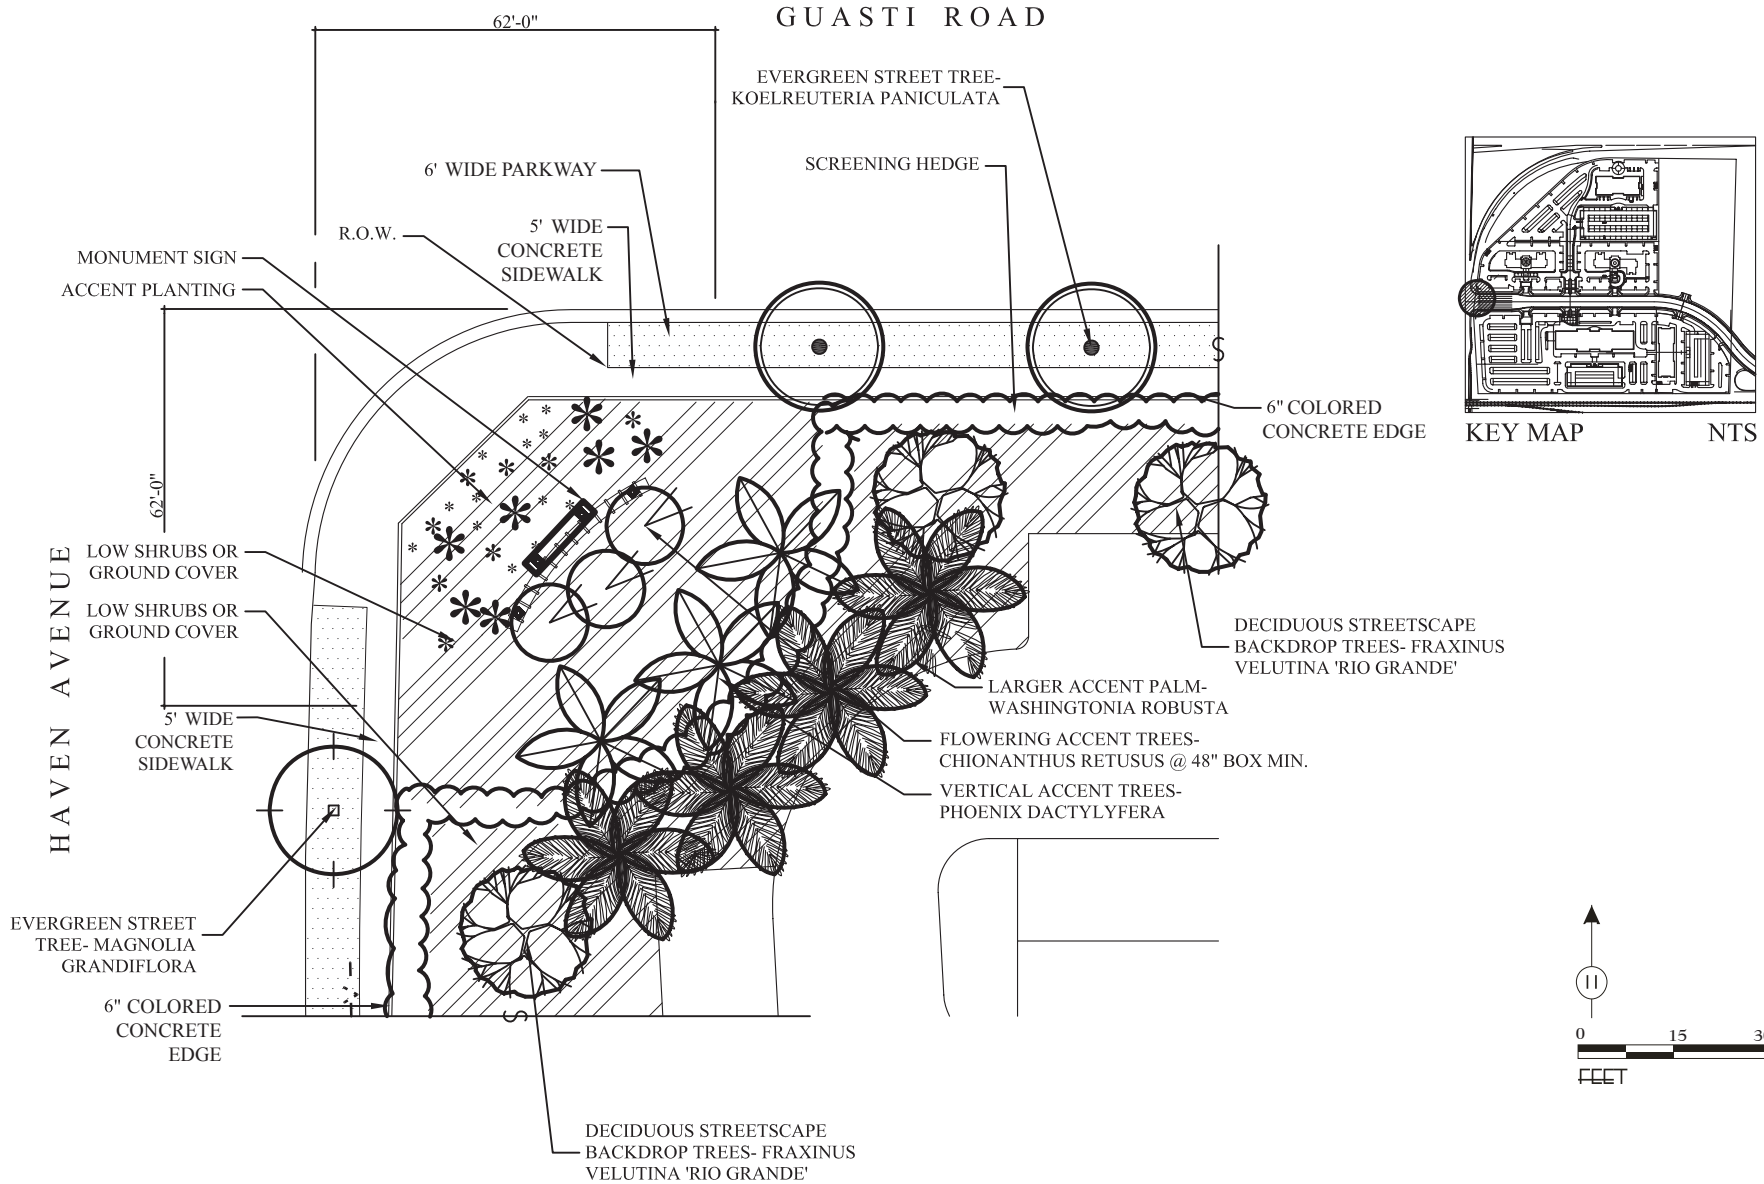 GUASTI ROAD
62'-0"
EVERGREEN STREET TREE-
KOELREUTERIA PANICULATA
6' WIDE PARKWAY
SCREENING HEDGE
R.O.W.
5' WIDE
CONCRETE
SIDEWALK
MONUMENT SIGN
ACCENT PLANTING
62'-0"
S
6" COLORED
CONCRETE EDGE
KEY MAP
NTS
HAVEN AVENUE
LOW SHRUBS OR
GROUND COVER
LOW SHRUBS OR
GROUND COVER
5' WIDE
CONCRETE
SIDEWALK
DECIDUOUS STREETSCAPE
BACKDROP TREES- FRAXINUS
VELUTINA 'RIO GRANDE'
LARGER ACCENT PALM-
WASHINGTONIA ROBUSTA
FLOWERING ACCENT TREES-
CHIONANTHUS RETUSUS @ 48" BOX MIN.
VERTICAL ACCENT TREES-
PHOENIX DACTYLYFERA
EVERGREEN STREET
TREE- MAGNOLIA
GRANDIFLORA
6" COLORED
CONCRETE
EDGE
S
0 15
FEET
DECIDUOUS STREETSCAPE
BACKDROP TREES- FRAXINUS
VELUTINA 'RIO GRANDE'